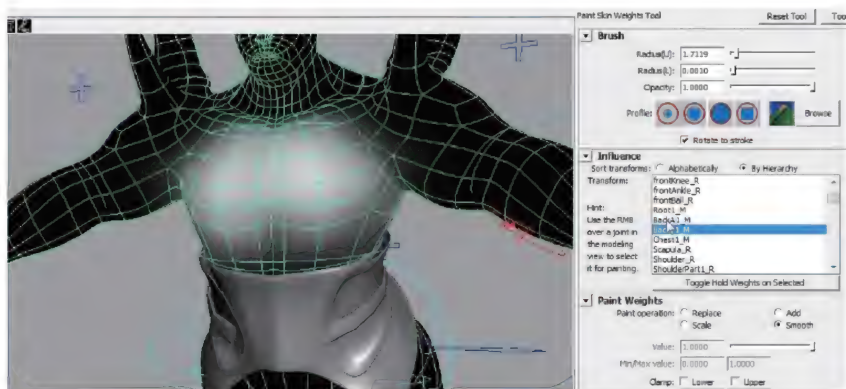 Paint Skin Weights Tool Reset Tool Too
Brush
Radius(U): 1.7119
Radius(L): 0.0010
Opacity: 1.0000
Profile: Browse
Rotate to stroke
Influence
Sort transforms: Alphabetically By Hierarchy
Transform:
frontKnee_R
frontAnkle_R
frontBall_R
Root1_M
BackA1_M
Chest1_M
Scapula_R
Shoulder_R
ShoulderPart1_R
Hint:
Use the RMB
over a joint in
the modeling
view to select
it for painting.
Toggle Hold Weights on Selected
Paint Weights
Paint operation: Replace Add
Scale Smooth
Value: 1.0000
Min/Max value: 0.0000 1.0000
Clamp: Lower Upper